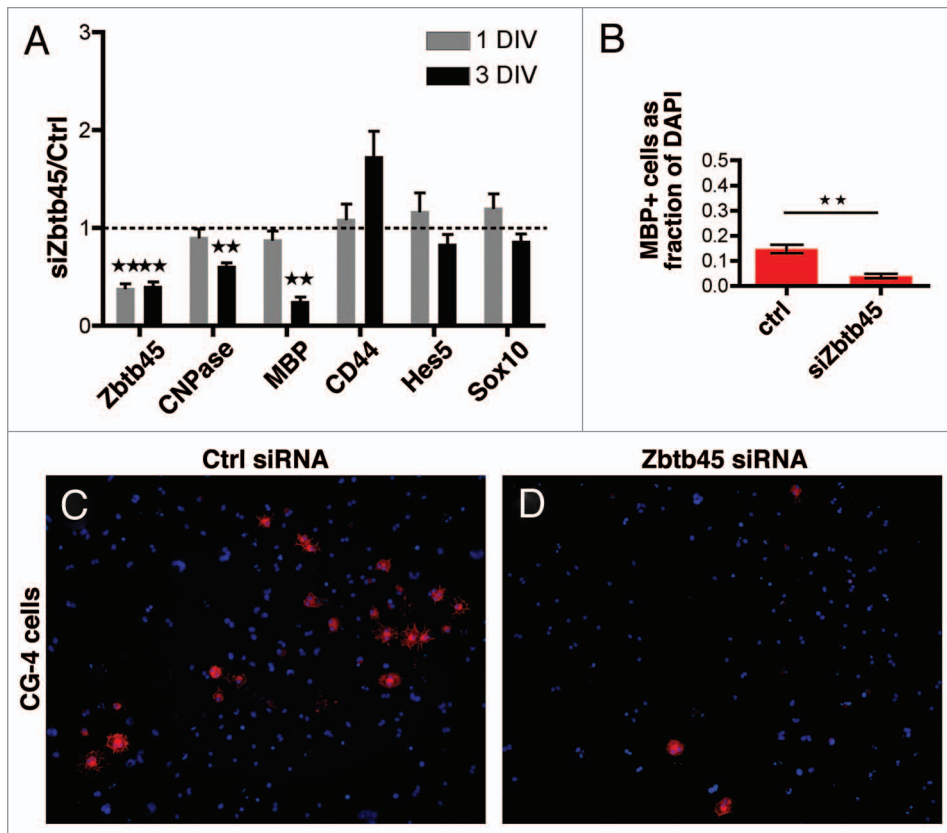 A
siZbtb45/Ctrl
3
2
1
0
1 DIV
3 DIV
★★★★
★★
★★
Zbtb45
CNPase
MBP
CD44
Hes5
Sox10
B
MBP+ cells as
fraction of DAPI
0.5
0.4
0.3
0.2
0.1
0.0
★★
ctrl
siZbtb45
Ctrl siRNA
Zbtb45 siRNA
CG-4 cells
C
D